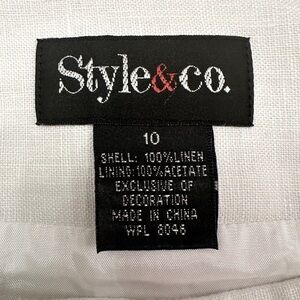 Style&co.
10
SHELL: 100%LINEN
LINING:100%ACETATE
EXCLUSIVE OF
DECORATION
MADE IN CHINA
WPL 8046